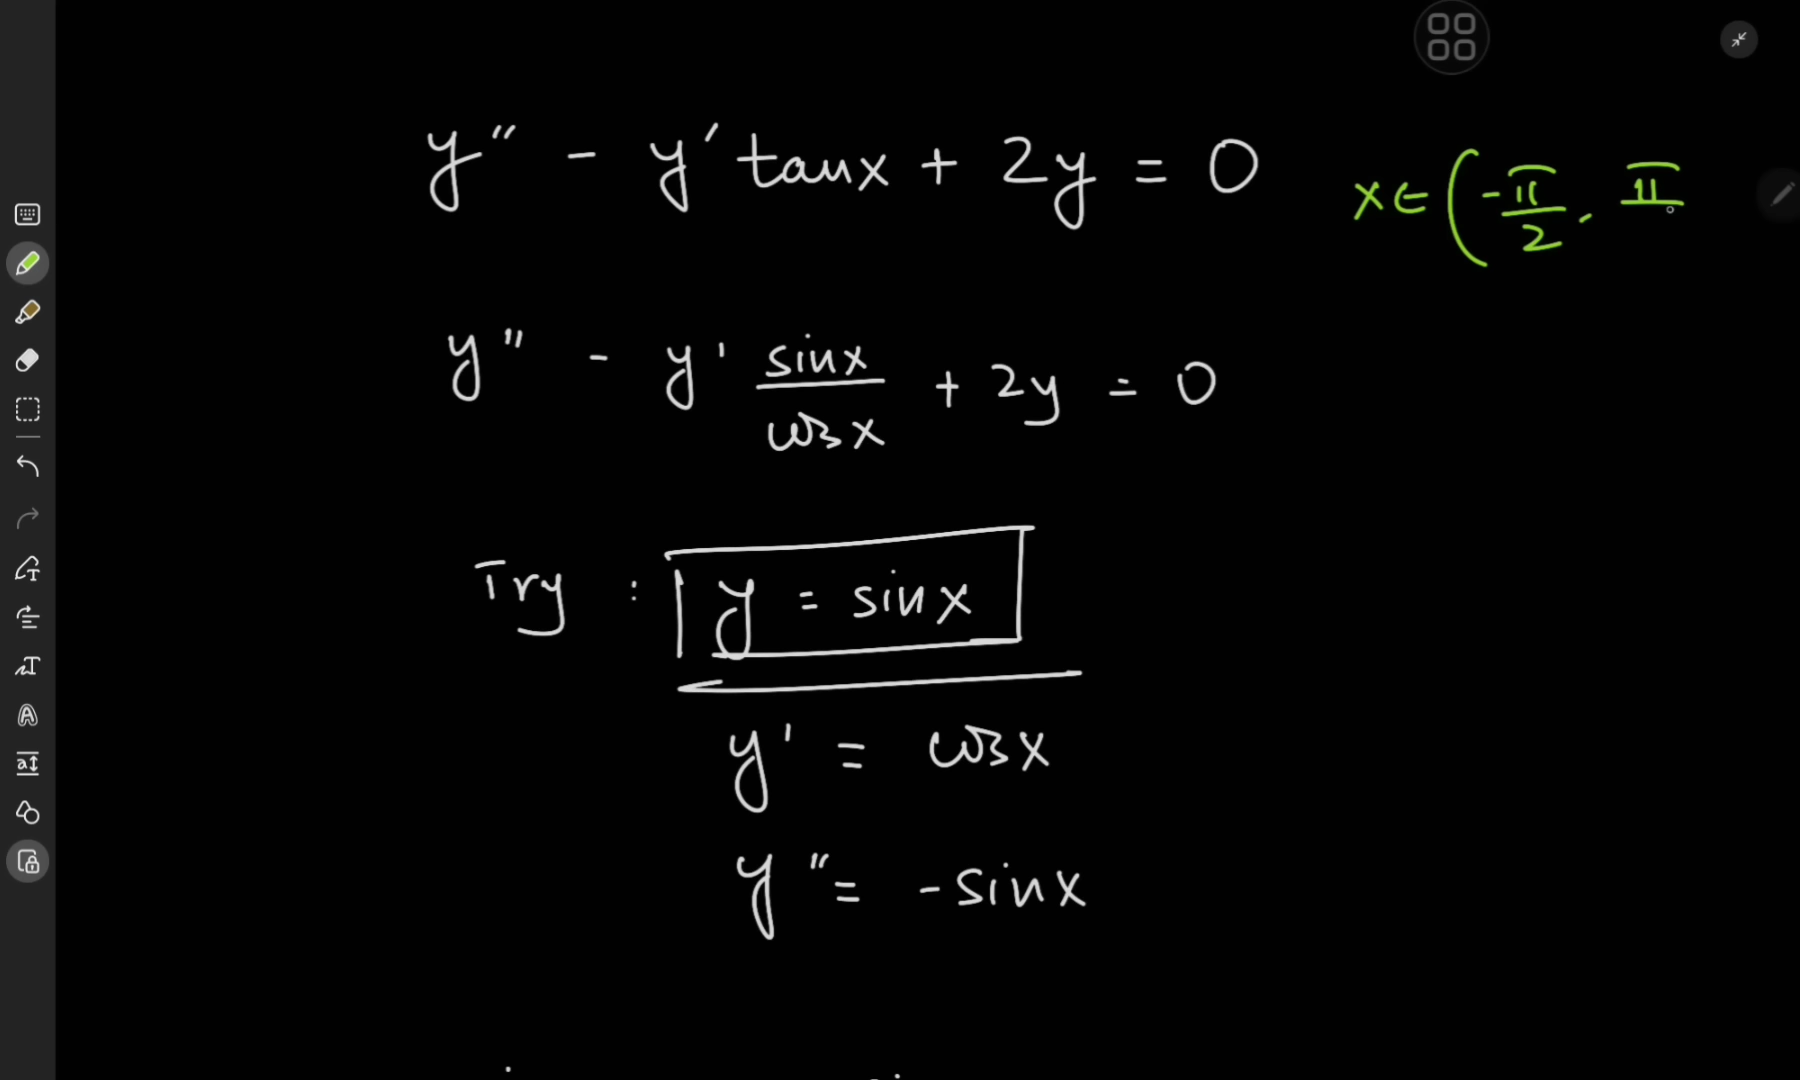 y'' - y' tanx + 2y = 0
x ∈ (-π/2, π
y'' - y' sinx/cosx + 2y = 0
Try : y = sinx
y' = cosx
y'' = -sinx